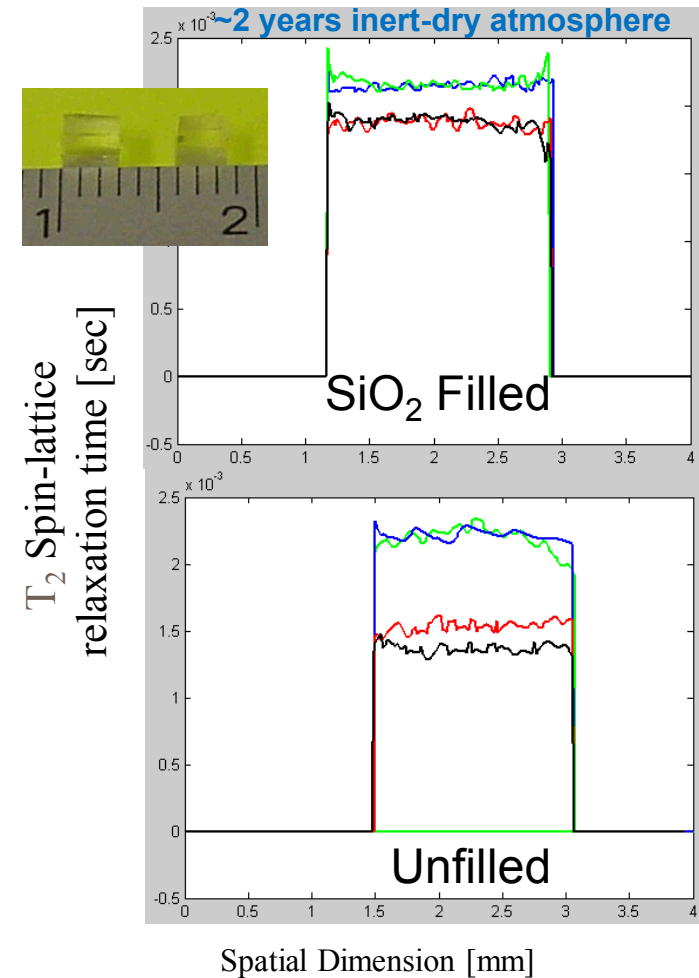 ~2 years inert-dry atmosphere
× 10⁻³
2.5
0.5
0
-0.5
0 0.5 1 1.5 2 2.5 3 3.5 4
SiO₂ Filled
1 2
T₂ Spin-lattice
relaxation time [sec]
× 10⁻³
2.5
2
1.5
1
0.5
0
-0.5
0 0.5 1 1.5 2 2.5 3 3.5 4
Unfilled
Spatial Dimension [mm]